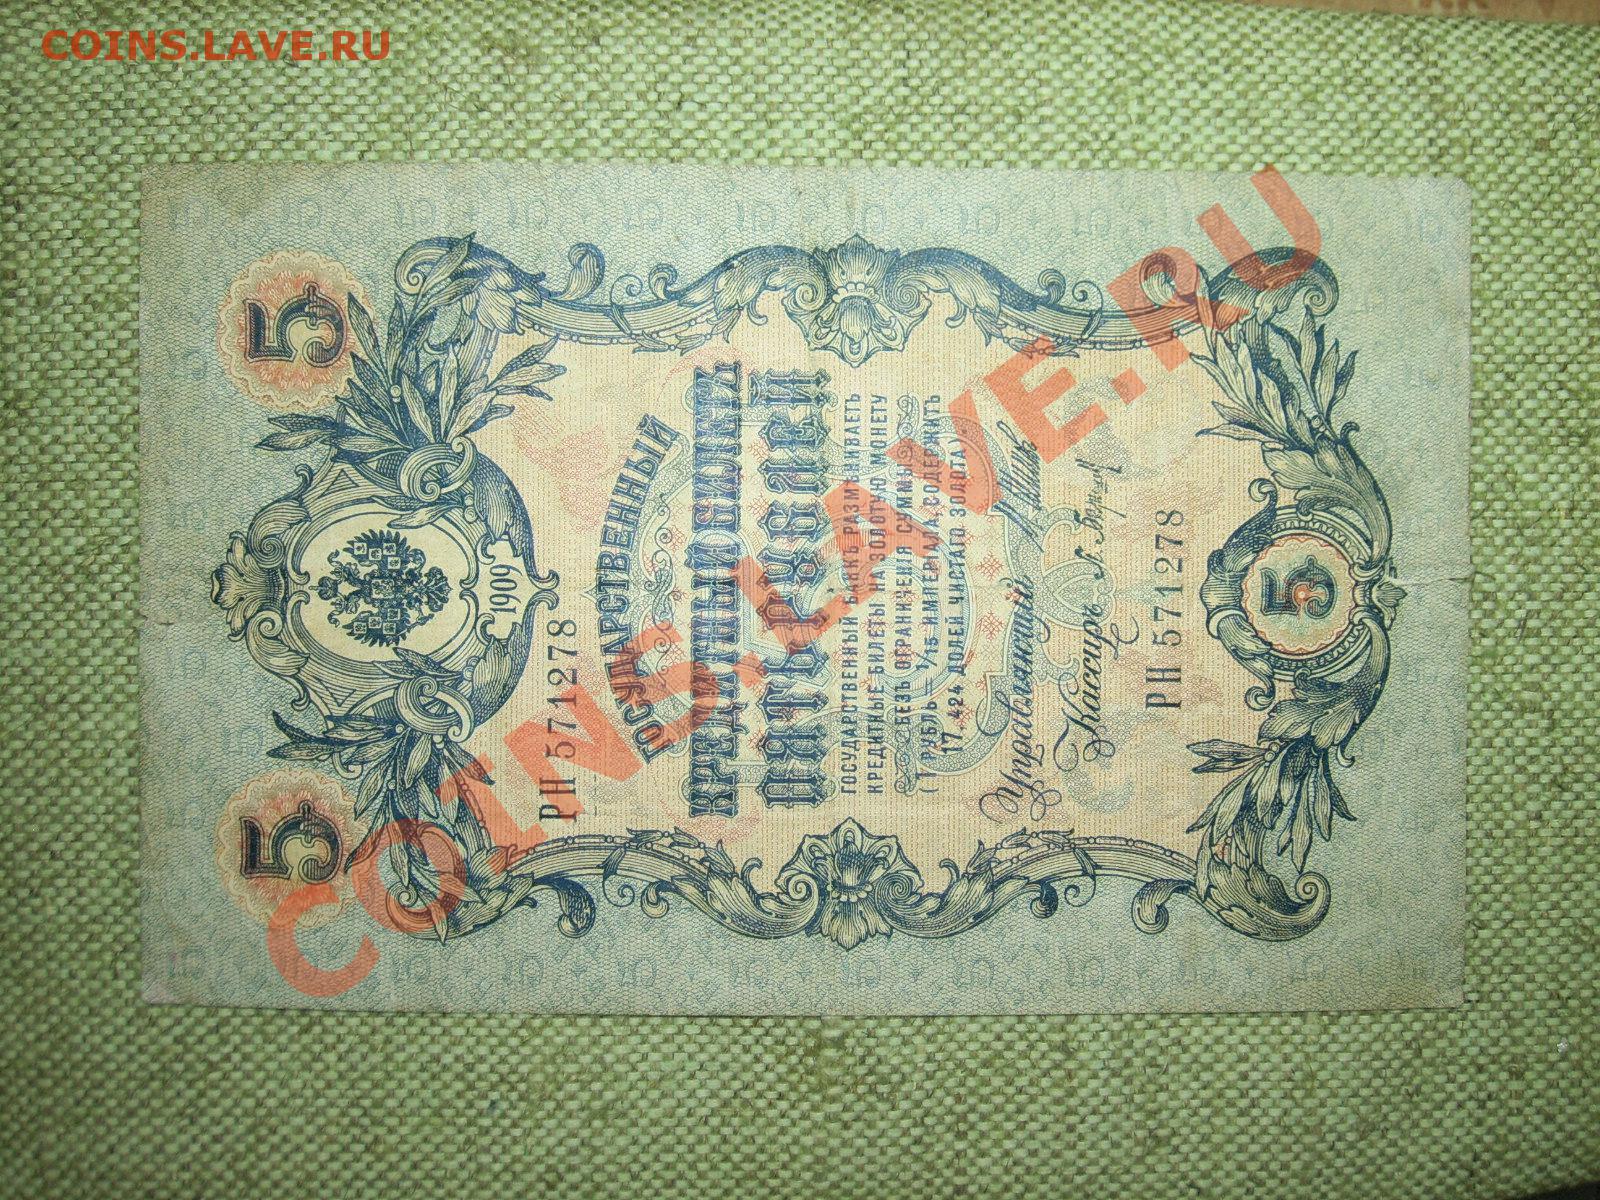 COINS.LAVE.RU
5
5
1909
РН 571278
ГОСУДАРСТВЕННЫЙ
КРЕДИТНЫЙ БИЛЕТЪ
ПЯТЬ РУБЛЕЙ
ГОСУДАРСТВЕННЫЙ БАНКЪ РАЗМѢНИВАЕТЪ
КРЕДИТНЫЕ БИЛЕТЫ НА ЗОЛОТУЮ МОНЕТУ
БЕЗЪ ОГРАНИЧЕНІЯ СУММЫ
(1 РУБЛЬ = 1/15 ИМПЕРІАЛА, СОДЕРЖИТЪ
17,424 ДОЛЕЙ ЧИСТАГО ЗОЛОТА)
Управляющій
Кассиръ
РН 571278
5
COINS.LAVE.RU